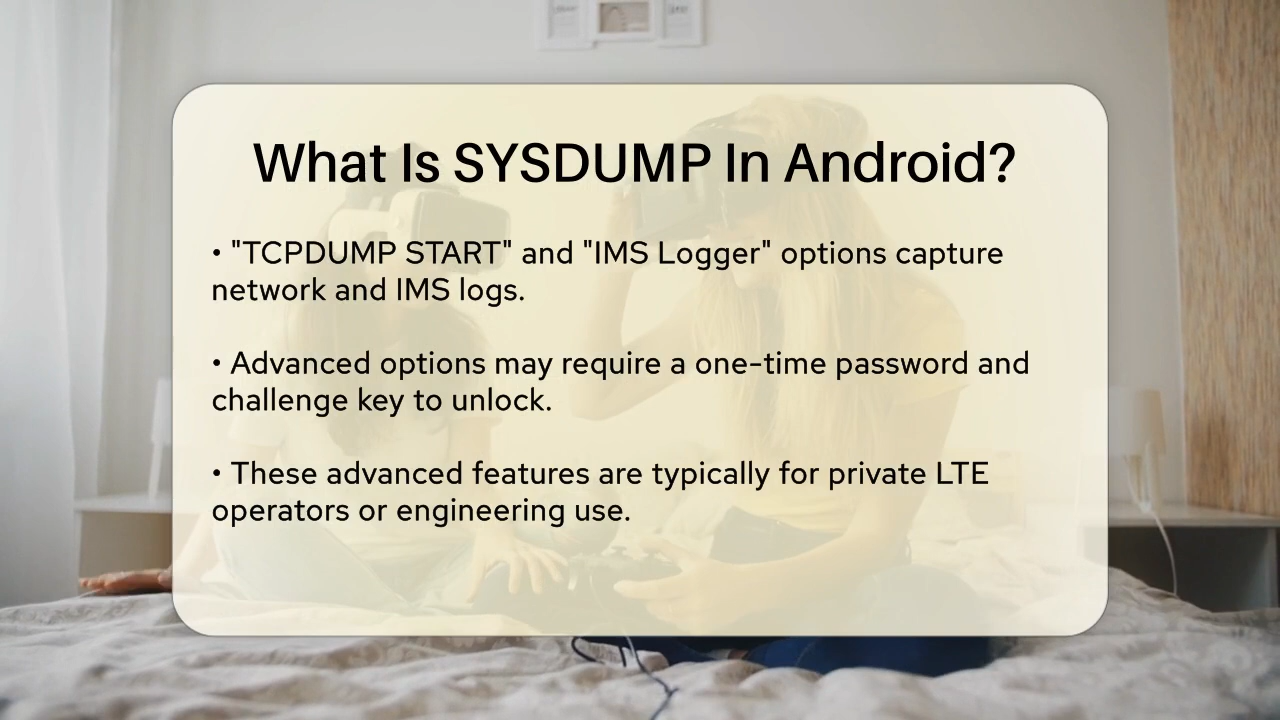 What Is SYSDUMP In Android?
• "TCPDUMP START" and "IMS Logger" options capture
network and IMS logs.
• Advanced options may require a one-time password and
challenge key to unlock.
• These advanced features are typically for private LTE
operators or engineering use.